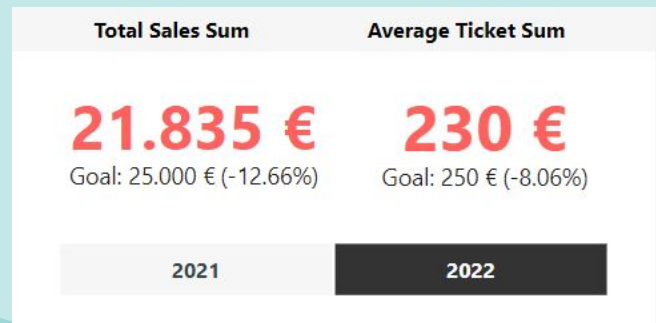 Total Sales Sum
Average Ticket Sum
21.835 €
Goal: 25.000 € (-12.66%)
230 €
Goal: 250 € (-8.06%)
2021
2022